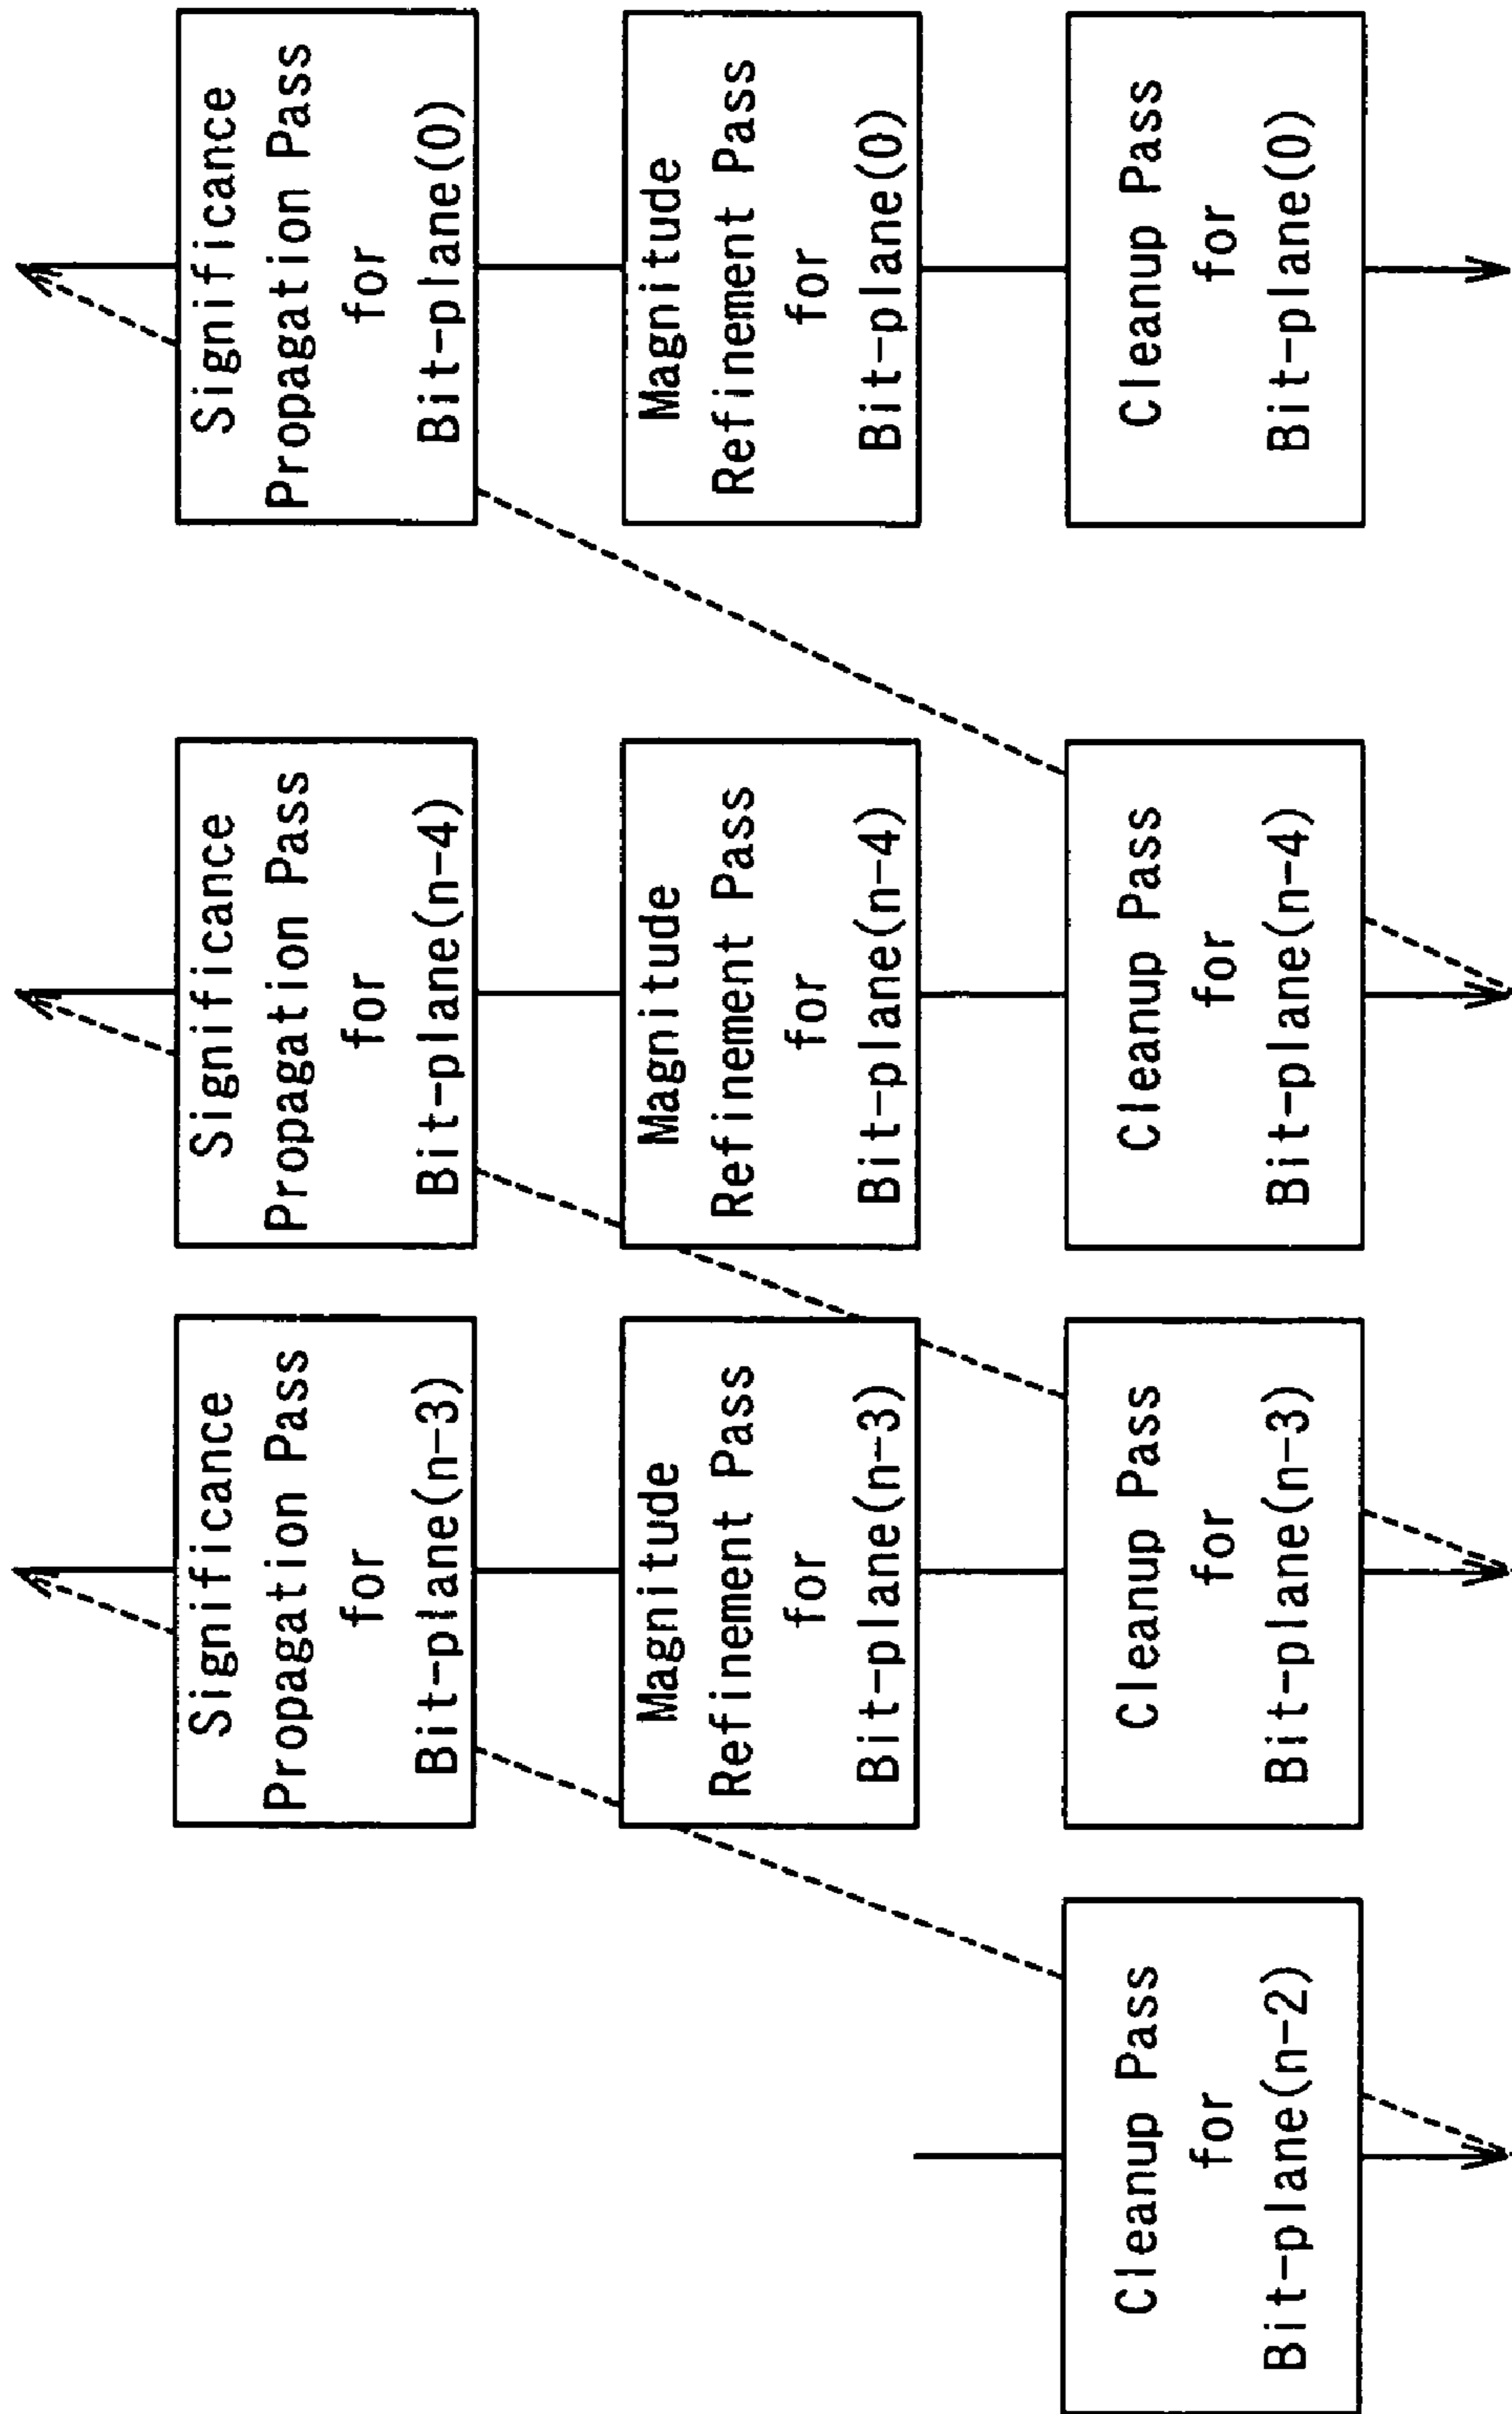 Cleanup Pass
for
Bit-plane(n-2)
Significance
Propagation Pass
for
Bit-plane(n-3)
Magnitude
Refinement Pass
for
Bit-plane(n-3)
Cleanup Pass
for
Bit-plane(n-3)
Significance
Propagation Pass
for
Bit-plane(n-4)
Magnitude
Refinement Pass
for
Bit-plane(n-4)
Cleanup Pass
for
Bit-plane(n-4)
Significance
Propagation Pass
for
Bit-plane(0)
Magnitude
Refinement Pass
for
Bit-plane(0)
Cleanup Pass
for
Bit-plane(0)